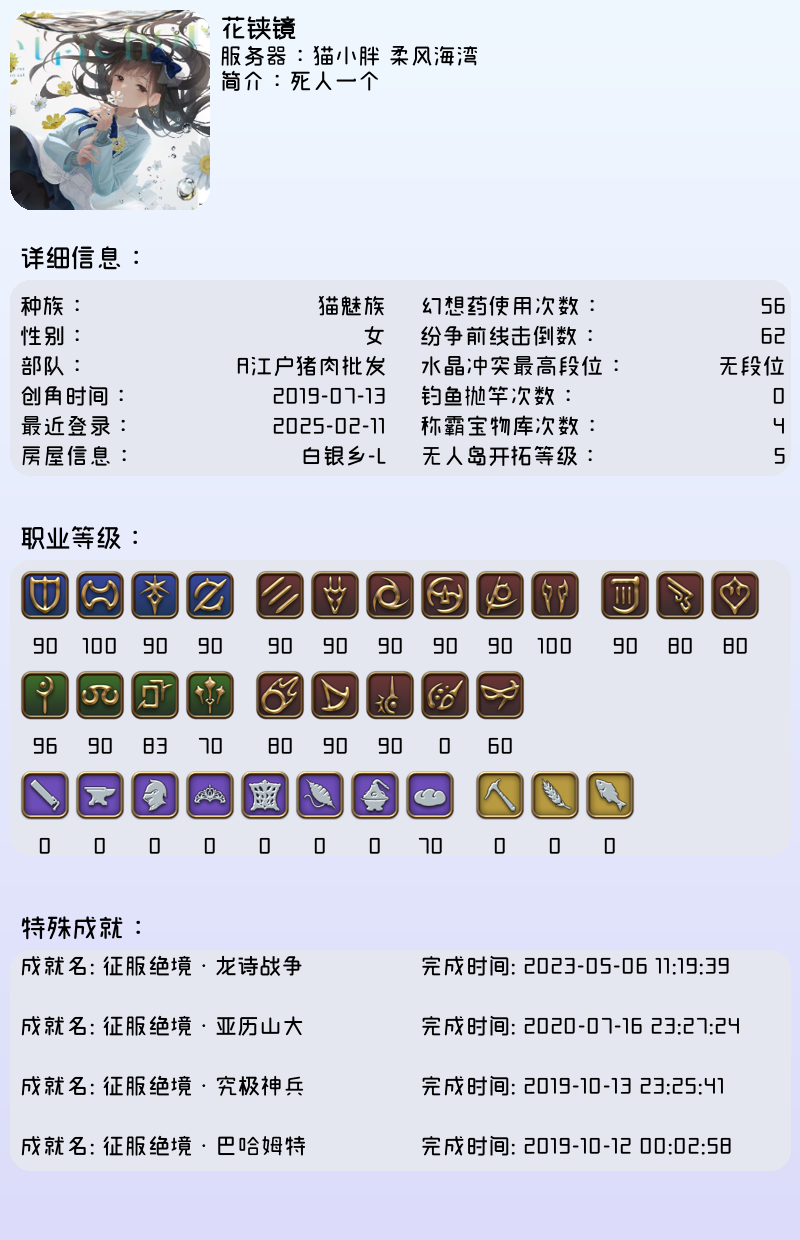 花铗镜
服务器：猫小胖 柔风海湾
简介：死人一个
详细信息：
种族： 猫魅族 幻想药使用次数： 56
性别： 女 纷争前线击倒数： 62
部队： A江户猪肉批发 水晶冲突最高段位： 无段位
创角时间： 2019-07-13 钓鱼抛竿次数： 0
最近登录： 2025-02-11 称霸宝物库次数： 4
房屋信息： 白银乡-L 无人岛开拓等级： 5
职业等级：
90 100 90 90 90 90 90 90 90 100 90 80 80
96 90 83 70 80 90 90 0 60
0 0 0 0 0 0 0 70 0 0 0
特殊成就：
成就名: 征服绝境·龙诗战争 完成时间: 2023-05-06 11:19:39
成就名: 征服绝境·亚历山大 完成时间: 2020-07-16 23:27:24
成就名: 征服绝境·究极神兵 完成时间: 2019-10-13 23:25:41
成就名: 征服绝境·巴哈姆特 完成时间: 2019-10-12 00:02:58